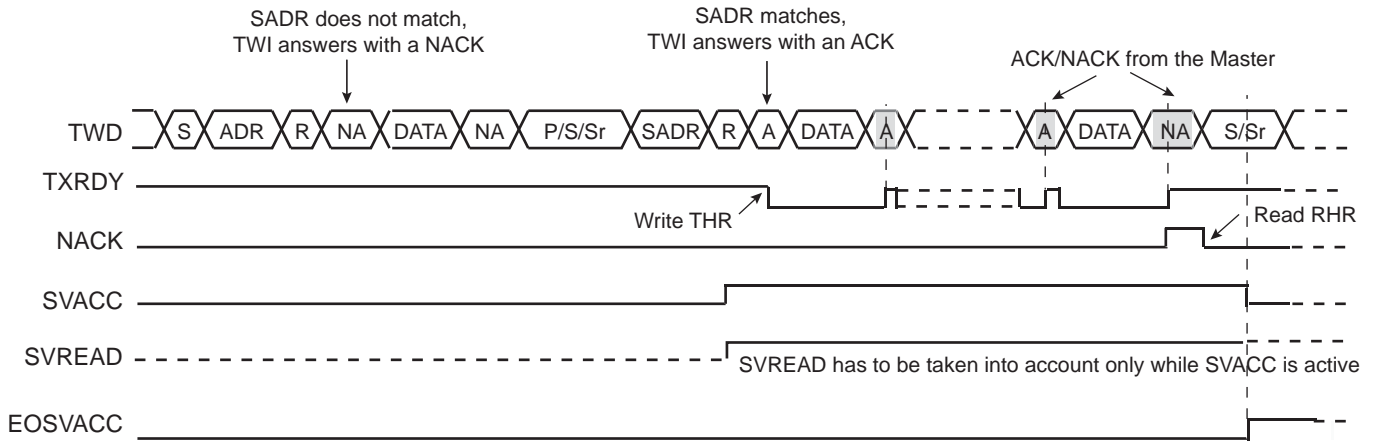 SADR does not match,
TWI answers with a NACK
SADR matches,
TWI answers with an ACK
ACK/NACK from the Master
TWD S ADR R NA DATA NA P/S/Sr SADR R A DATA A A DATA NA S/Sr
TXRDY
Write THR
Read RHR
NACK
SVACC
SVREAD
SVREAD has to be taken into account only while SVACC is active
EOSVACC